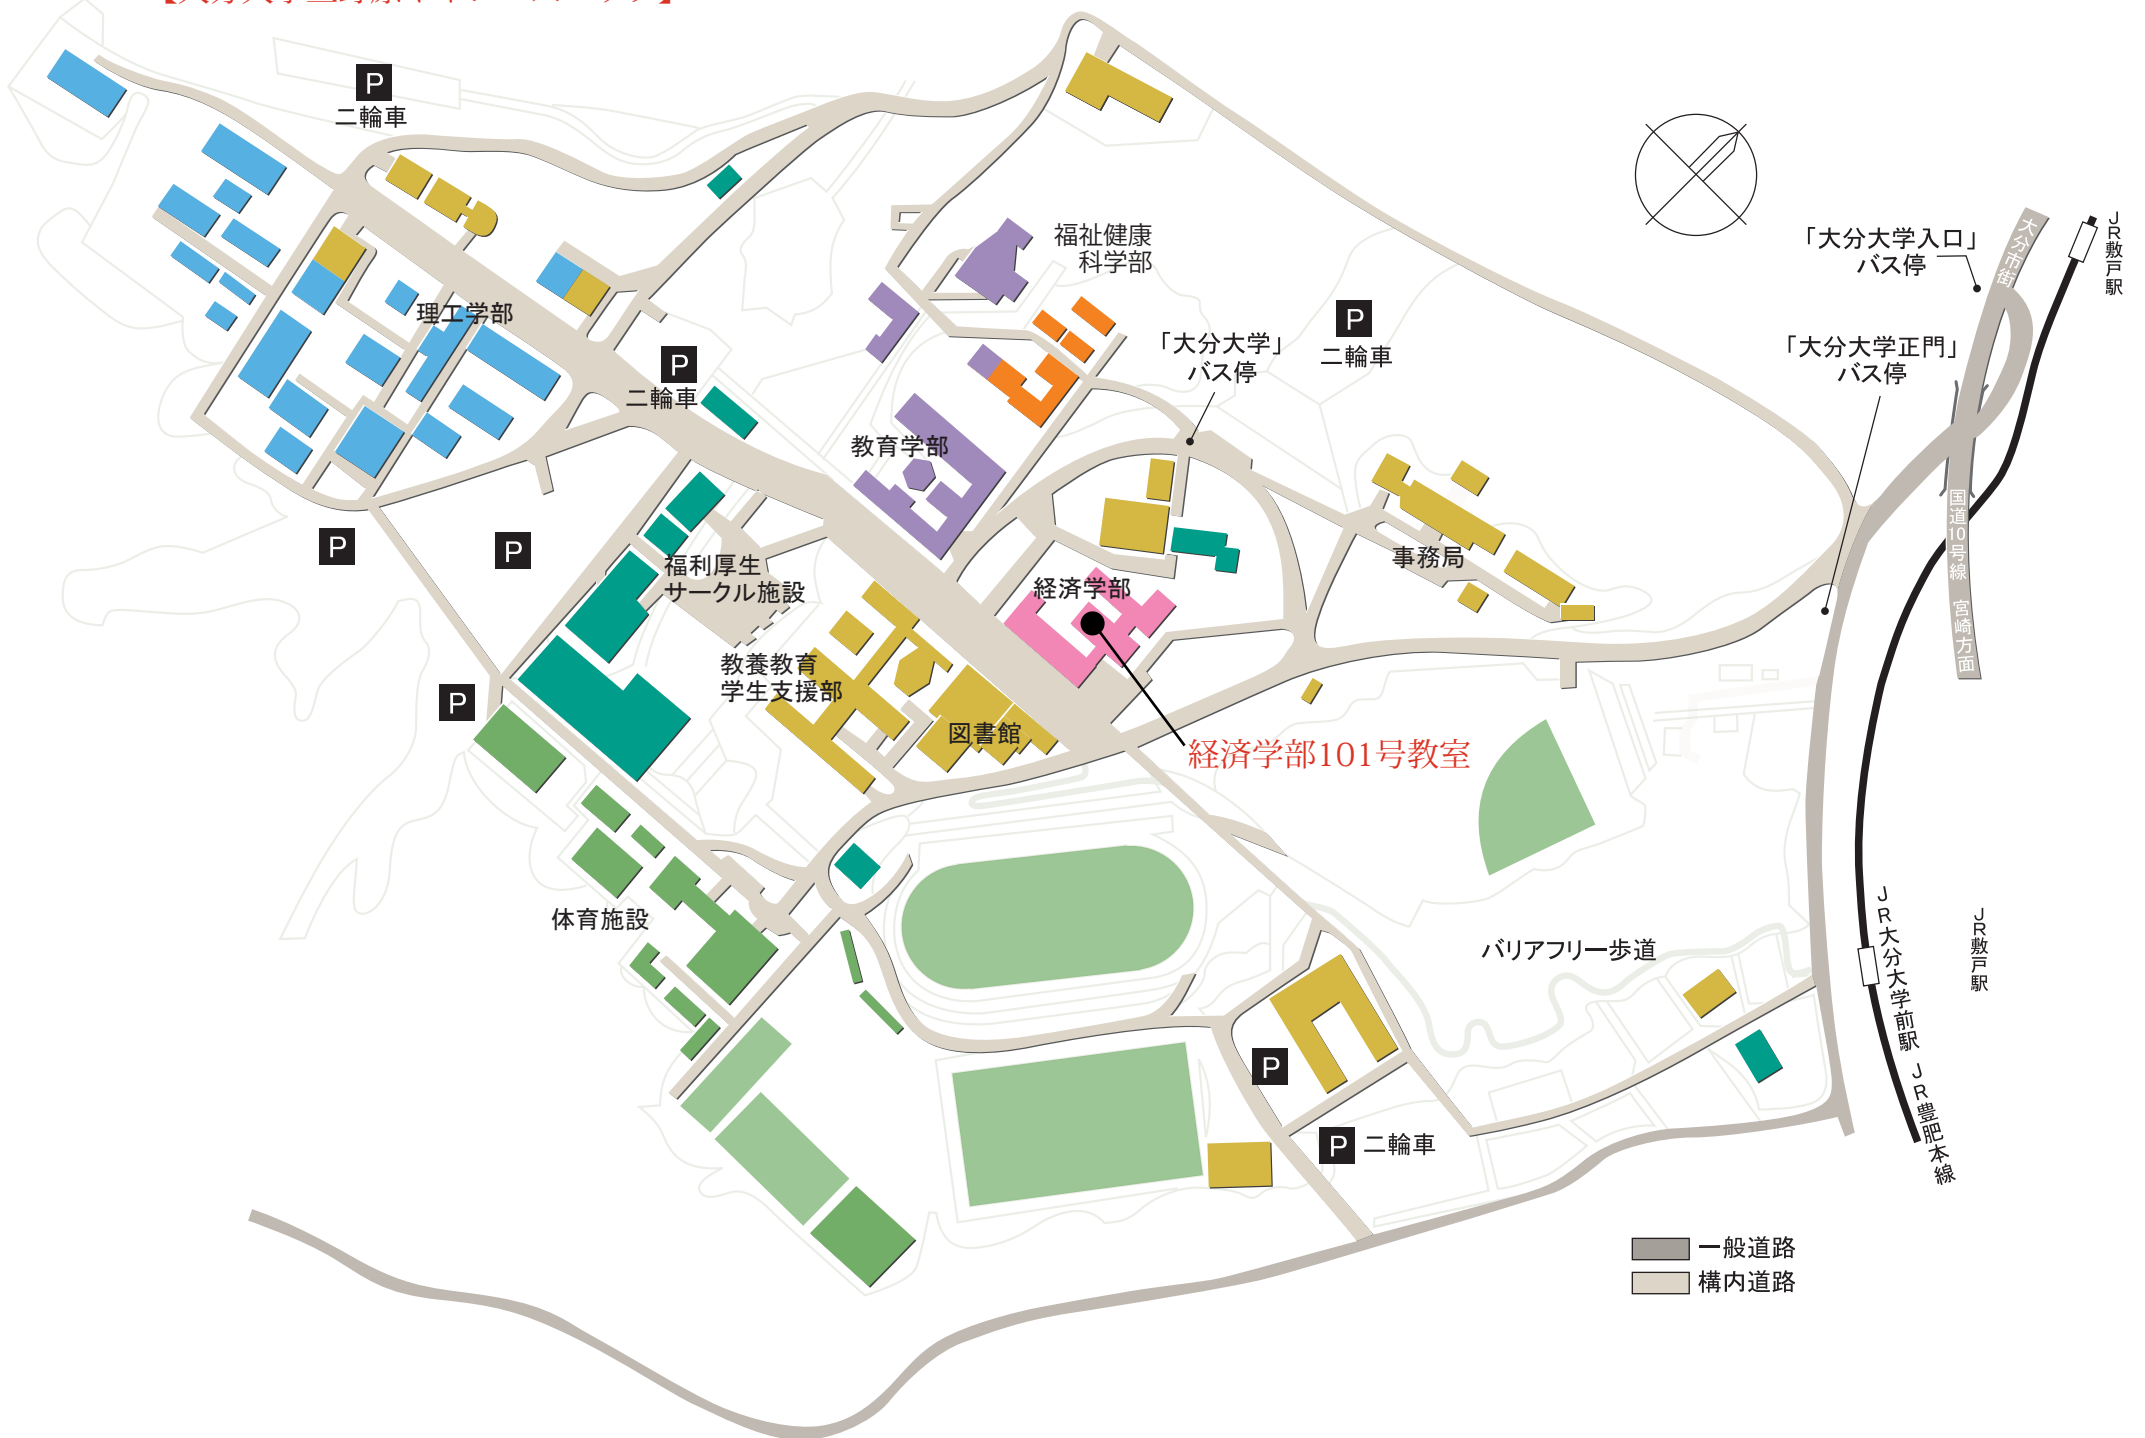 P
二輪車
福祉健康
科学部
「大分大学入口」
バス停
大分市街
JR敷戸駅
理工学部
P
二輪車
「大分大学」
バス停
P
二輪車
「大分大学正門」
バス停
教育学部
P
P
福利厚生
サークル施設
経済学部
事務局
国道10号線 宮崎方面
P
教養教育
学生支援部
図書館
経済学部101号教室
体育施設
バリアフリー歩道
JR大分大学前駅
JR敷戸駅
P
P 二輪車
JR豊肥本線
一般道路
構内道路